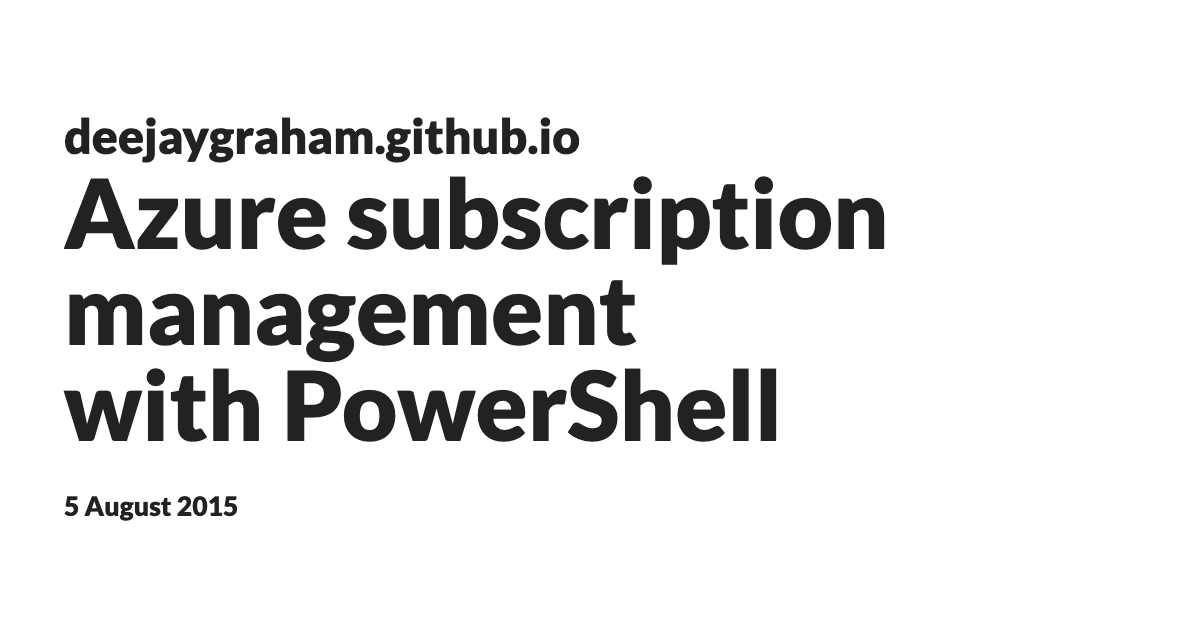 deejaygraham.github.io
Azure subscription
management
with PowerShell
5 August 2015